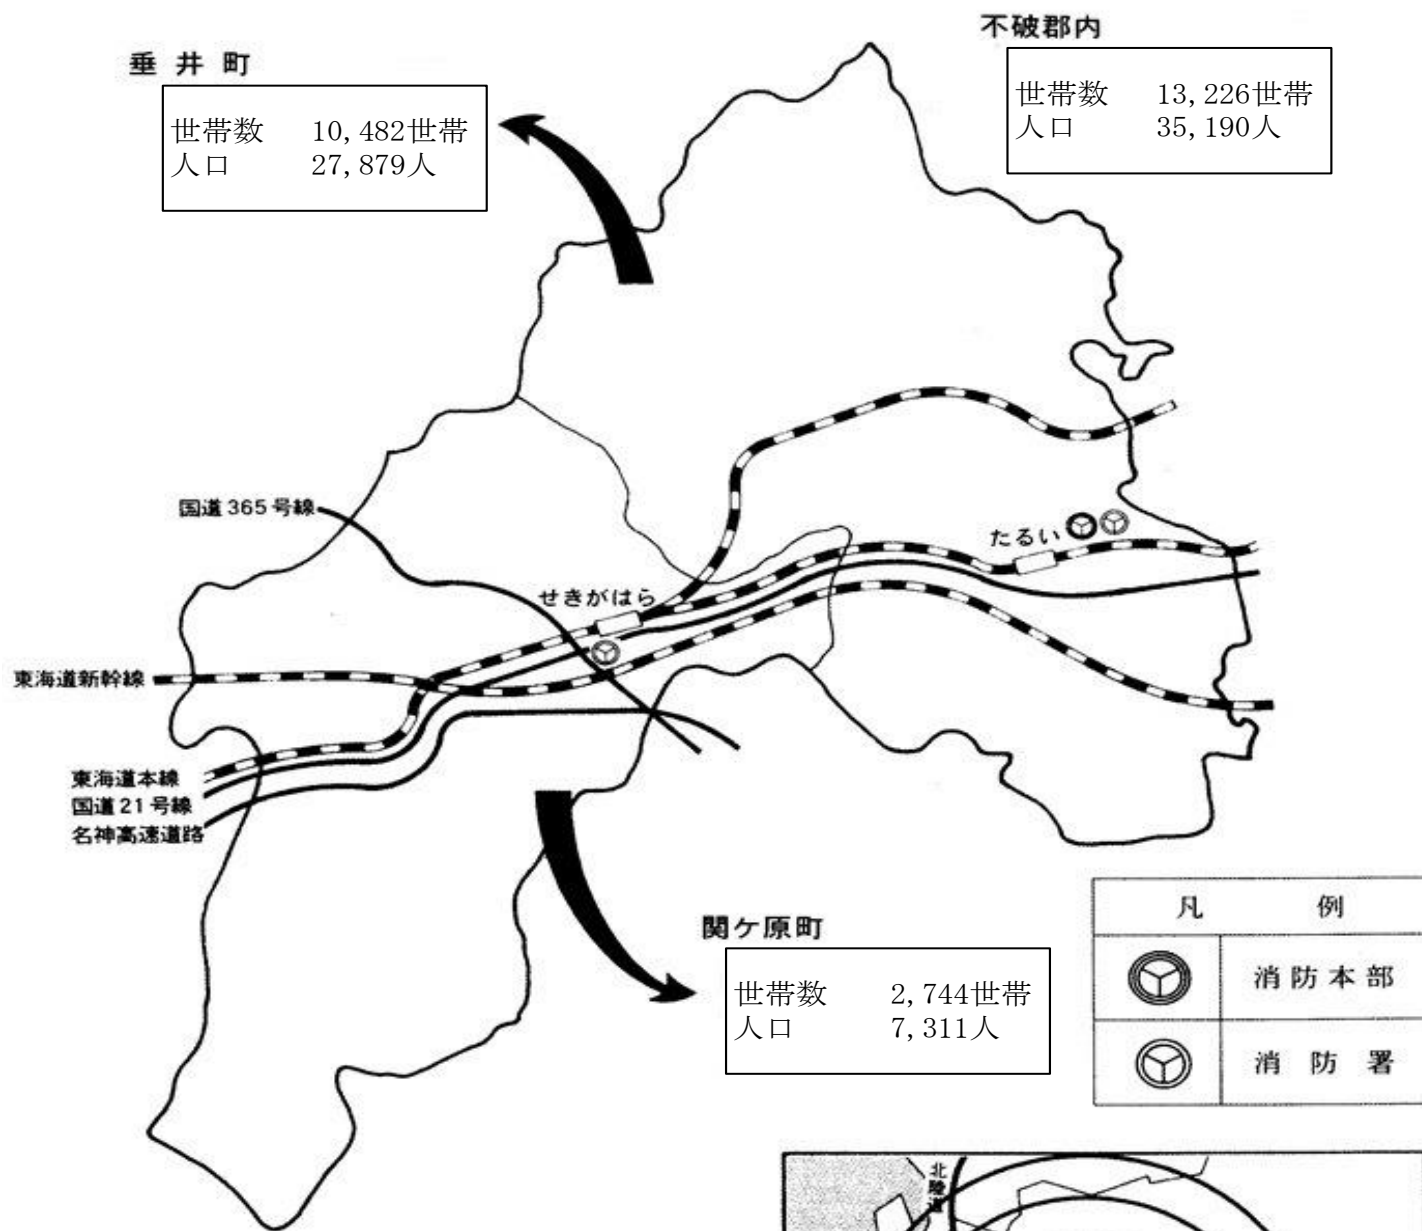 不破郡内
垂井町
世帯数 13,226世帯
人口 35,190人
世帯数 10,482世帯
人口 27,879人
国道365号線
たるい
せきがはら
東海道新幹線
東海道本線
国道21号線
名神高速道路
関ケ原町
世帯数 2,744世帯
人口 7,311人
凡例
消防本部
消防署
北陸道